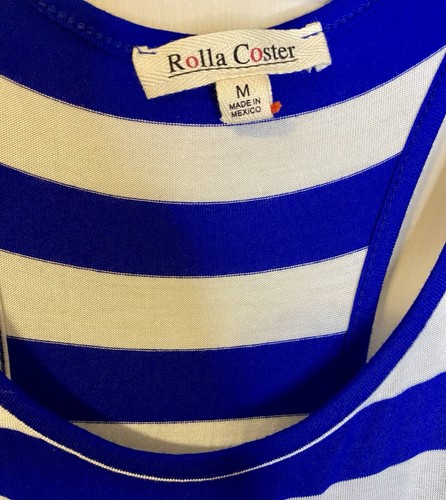 Rolla Coster
M
MADE IN
MEXICO